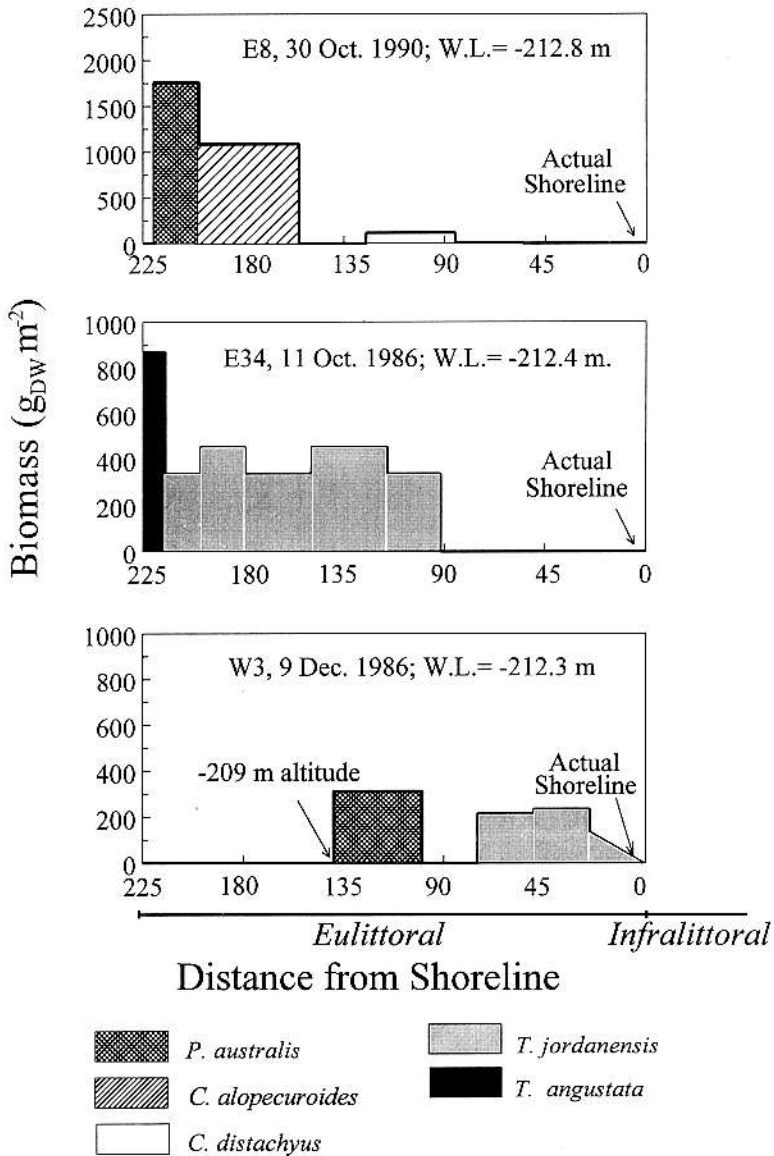 Biomass (g_DW m⁻²)
2500
2250
1750
1500
1000
500
0
E8, 30 Oct. 1990; W.L.= -212.8 m
Actual
Shoreline
225 180 135 90 45 0
1000
800
600
400
200
0
E34, 11 Oct. 1986; W.L.= -212.4 m.
Actual
Shoreline
225 180 135 90 45 0
1000
800
600
400
200
0
W3, 9 Dec. 1986; W.L.= -212.3 m
-209 m altitude
Actual
Shoreline
225 180 135 90 45 0
Eulittoral Infralittoral
Distance from Shoreline
P. australis
C. alopecuroides
C. distachyus
T. jordanensis
T. angustata